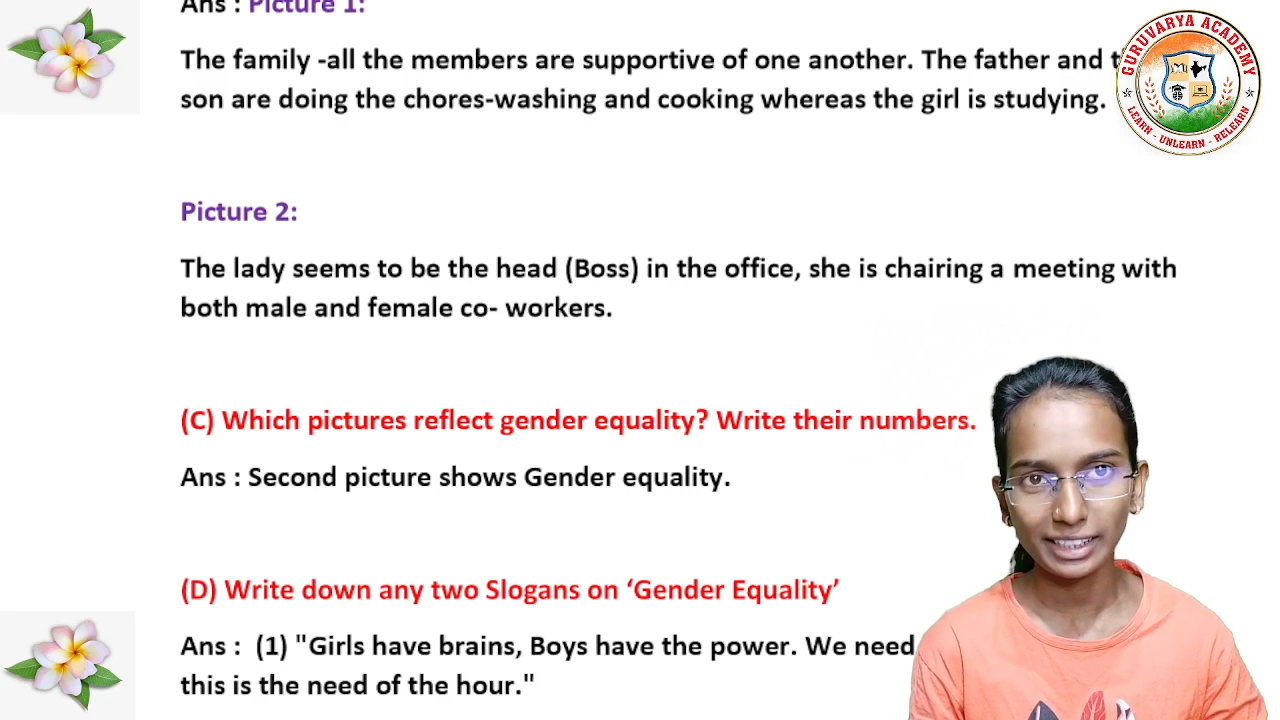 Ans : Picture 1:
The family -all the members are supportive of one another. The father and
son are doing the chores-washing and cooking whereas the girl is studying.
Picture 2:
The lady seems to be the head (Boss) in the office, she is chairing a meeting with
both male and female co- workers.
(C) Which pictures reflect gender equality? Write their numbers.
Ans : Second picture shows Gender equality.
(D) Write down any two Slogans on ‘Gender Equality’
Ans : (1) "Girls have brains, Boys have the power. We need
this is the need of the hour."
GURUVARYA ACADEMY
LEARN - UNLEARN - RELEARN